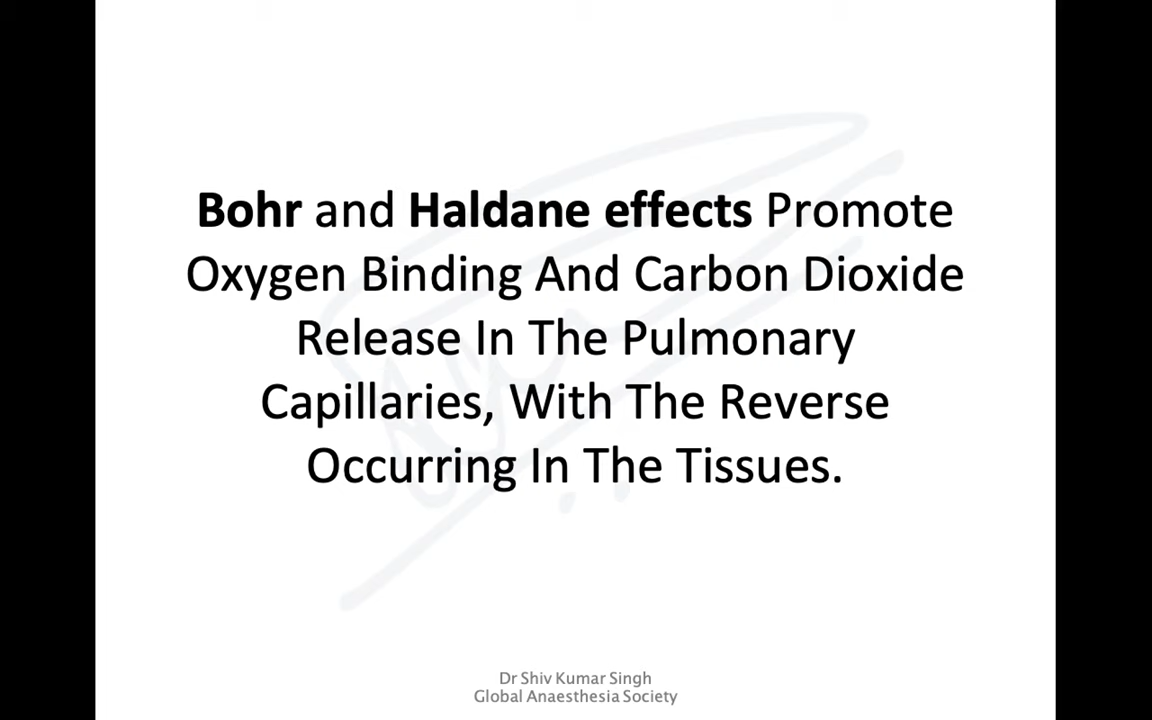 Bohr and Haldane effects Promote
Oxygen Binding And Carbon Dioxide
Release In The Pulmonary
Capillaries, With The Reverse
Occurring In The Tissues.
Dr Shiv Kumar Singh
Global Anaesthesia Society